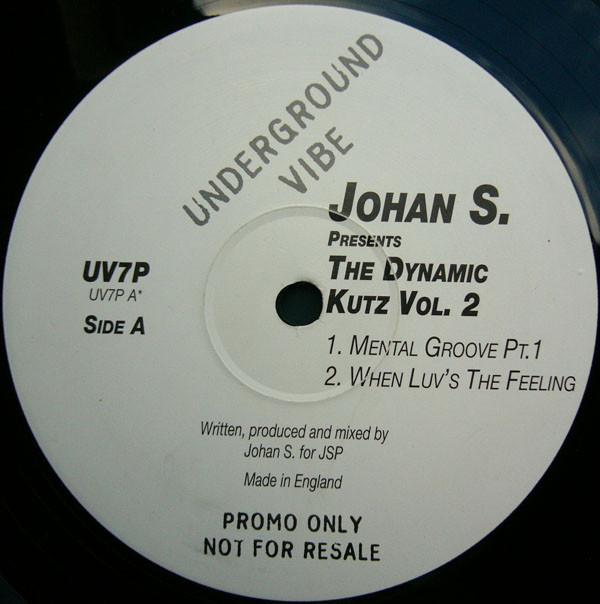 UNDERGROUND
VIBE
JOHAN S.
PRESENTS
THE DYNAMIC
KUTZ VOL. 2
1. MENTAL GROOVE PT.1
2. WHEN LUV'S THE FEELING
UV7P
UV7P A*
SIDE A
Written, produced and mixed by
Johan S. for JSP
Made in England
PROMO ONLY
NOT FOR RESALE